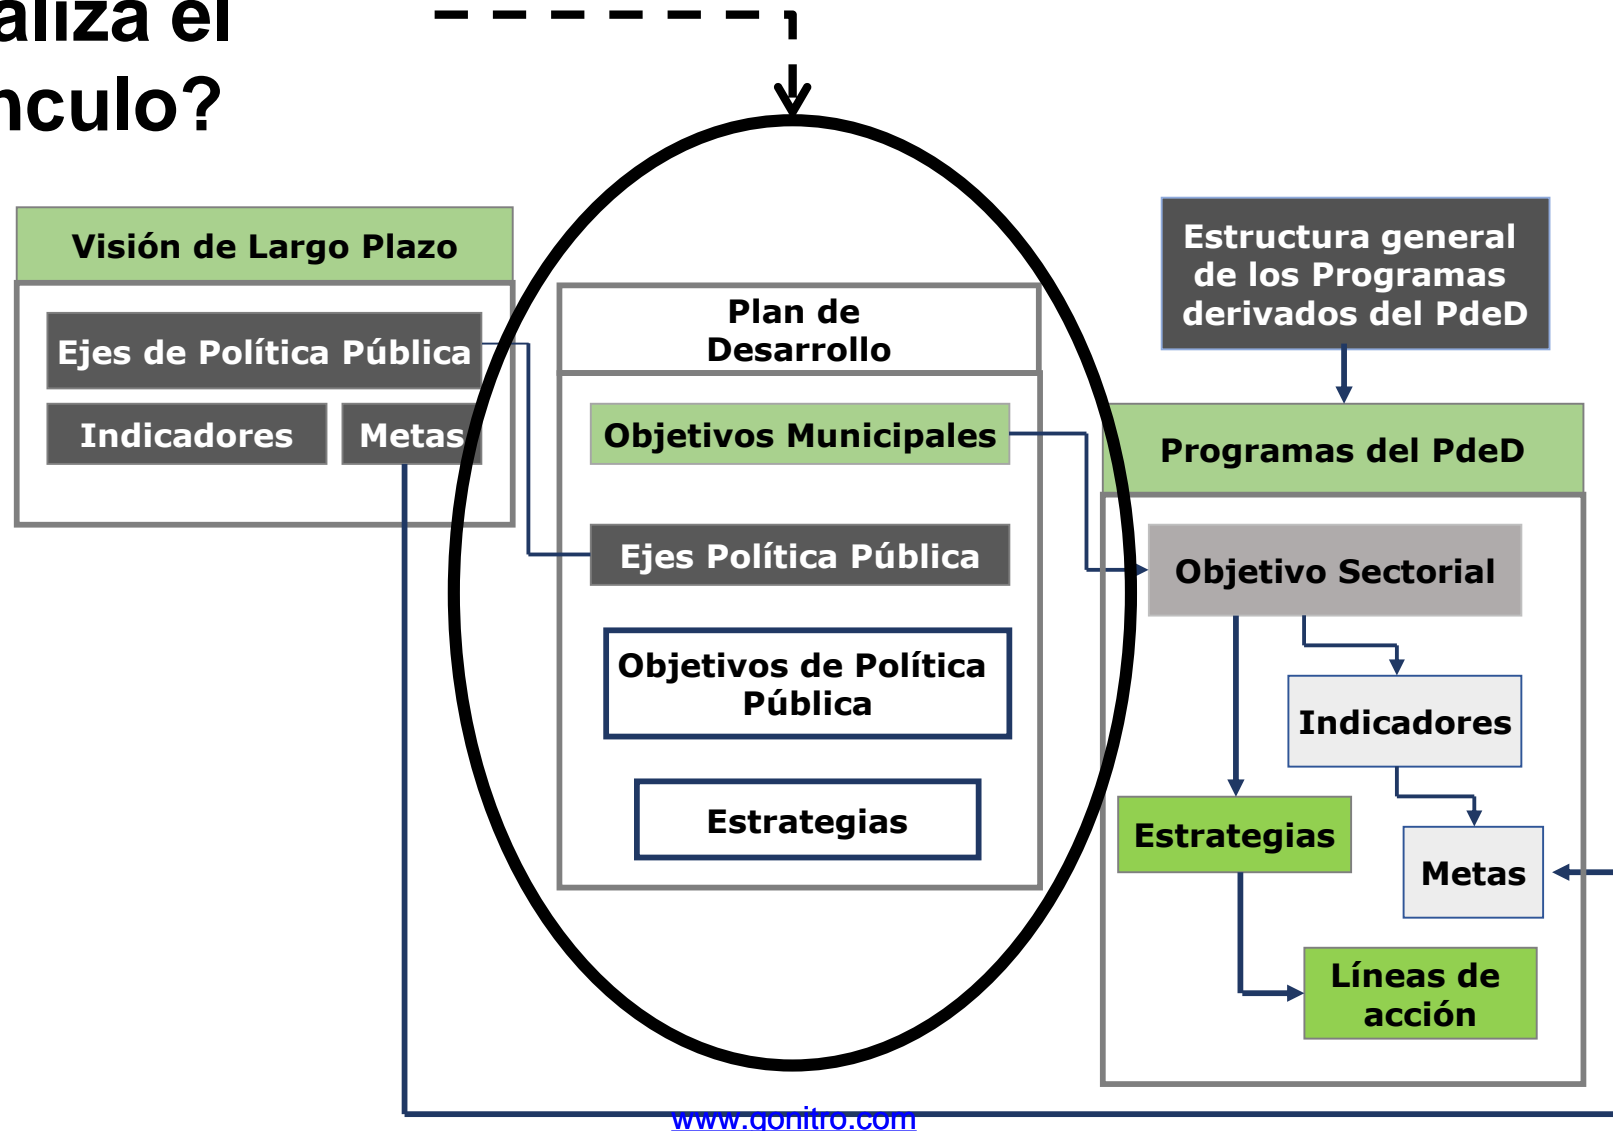 aliza el
nculo?
Visión de Largo Plazo
Ejes de Política Pública
Indicadores
Metas
Plan de
Desarrollo
Objetivos Municipales
Ejes Política Pública
Objetivos de Política
Pública
Estrategias
Estructura general
de los Programas
derivados del PdeD
Programas del PdeD
Objetivo Sectorial
Indicadores
Estrategias
Metas
Líneas de
acción
www.gonitro.com